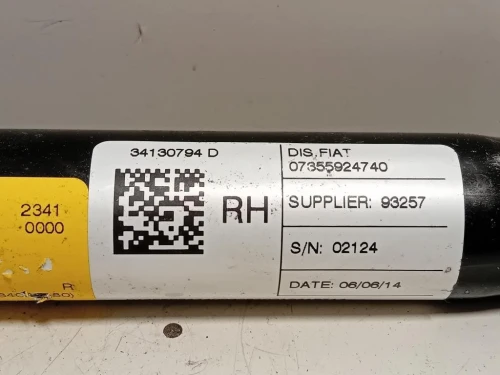 34130794 D
RH
DIS.FIAT
07355924740
SUPPLIER: 93257
S/N: 02124
DATE: 06/06/14
2341
0000
R